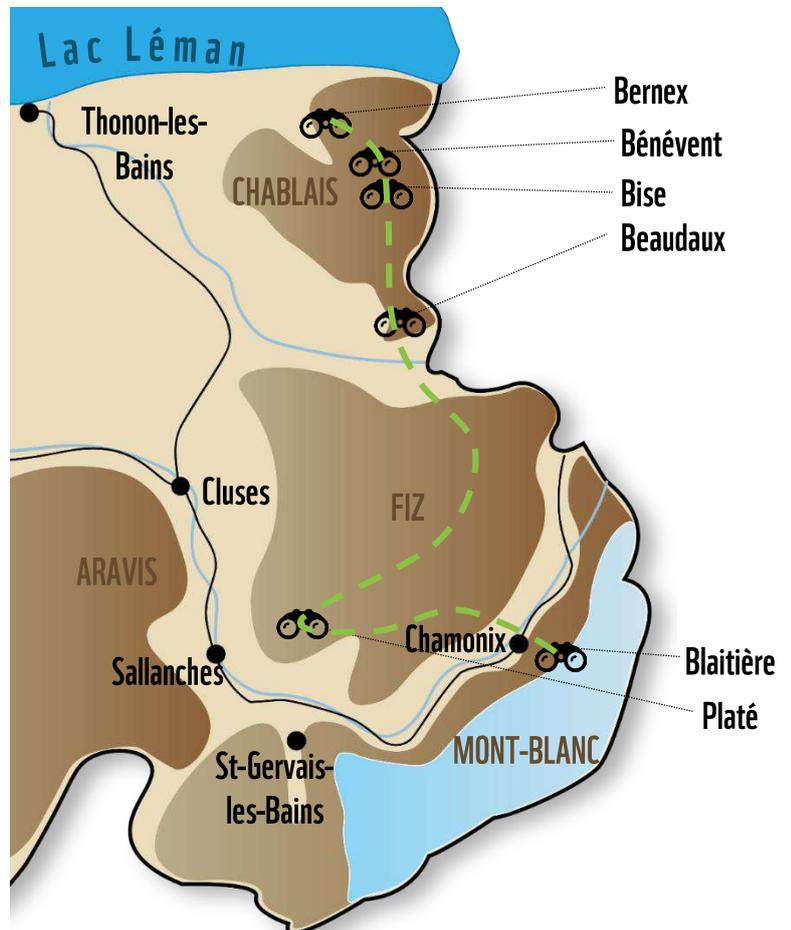 Lac Léman
Bernex
Thonon-les-
Bains
Bénévent
CHABLAIS
Bise
Beaudaux
Cluses
FIZ
ARAVIS
Chamonix
Sallanches
Blaitière
Platé
MONT-BLANC
St-Gervais-
les-Bains